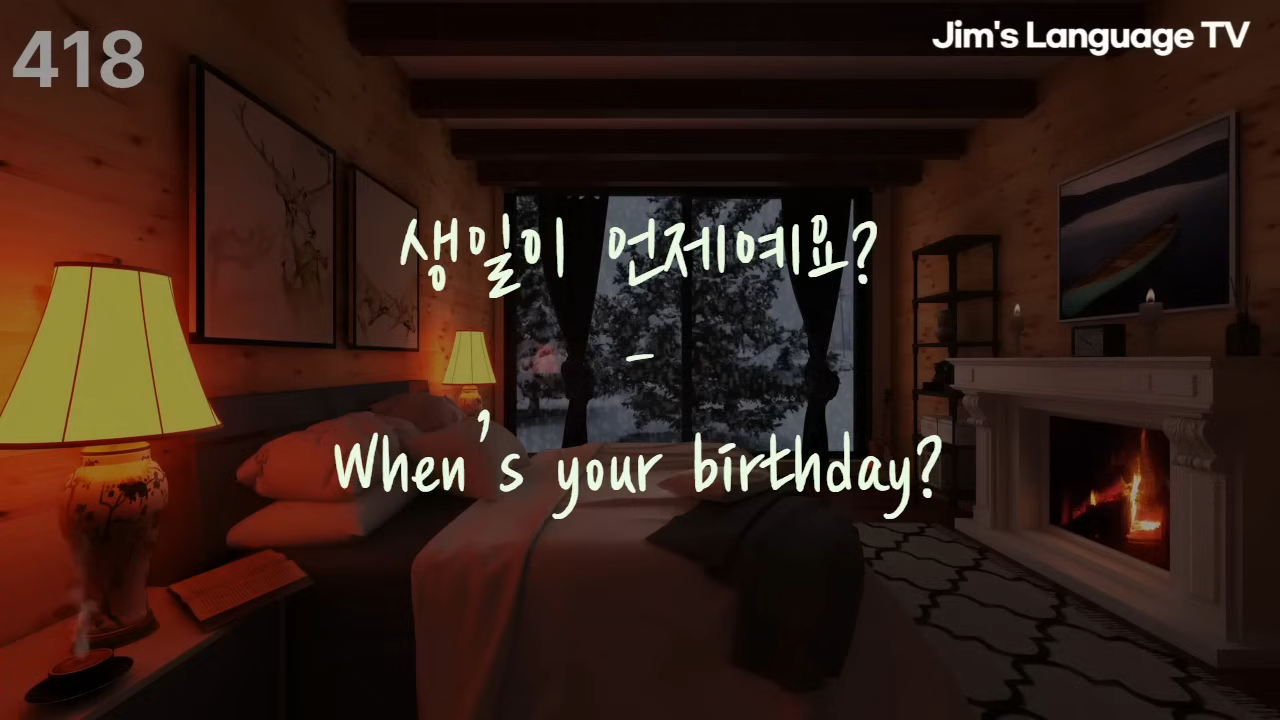 418
Jim's Language TV
생일이 언제예요?
-
When's your birthday?